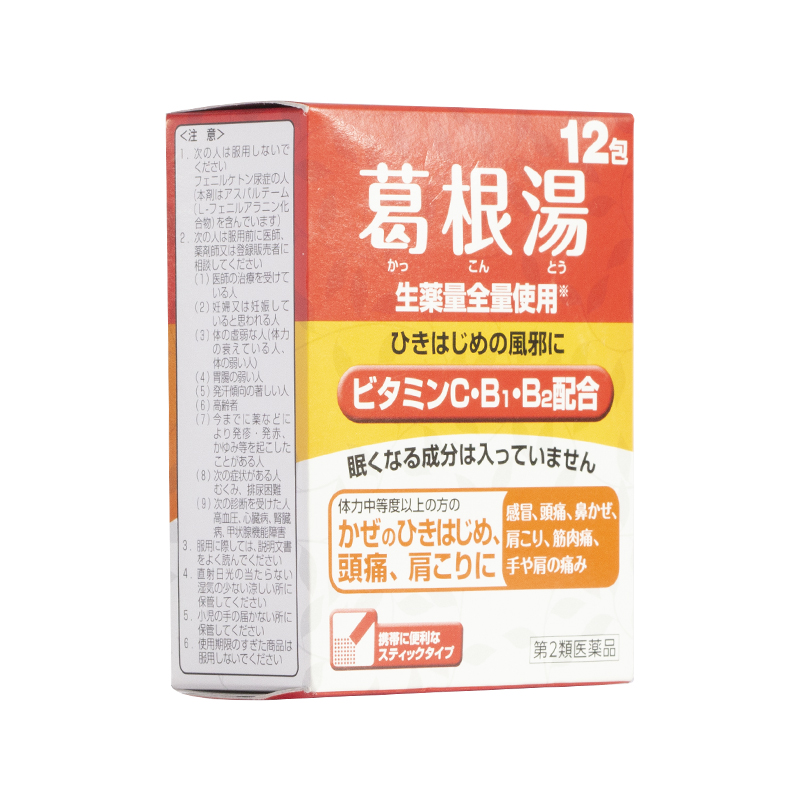 <注 意>
1. 次の人は服用しないで
ください
フェニルケトン尿症の人
(本剤はアスパルテーム
(L-フェニルアラニン化
合物)を含んでいます)
2. 次の人は服用前に医師、
薬剤師又は登録販売者に
相談してください
(1) 医師の治療を受けて
いる人
(2) 妊婦又は妊娠して
いると思われる人
(3) 体の虚弱な人(体力
の衰えている人、
体の弱い人)
(4) 胃腸の弱い人
(5) 発汗傾向の著しい人
(6) 高齢者
(7) 今までに薬などに
より発疹・発赤、
かゆみ等を起こした
ことがある人
(8) 次の症状がある人
むくみ、排尿困難
(9) 次の診断を受けた人
高血圧、心臓病、腎臓
病、甲状腺機能障害
3. 服用に際しては、説明文書
をよく読んでください
4. 直射日光の当たらない
湿気の少ない涼しい所に
保管してください
5. 小児の手の届かない所に
保管してください
6. 使用期限のすぎた商品は
服用しないでください
12包
葛根湯
かっ こん とう
生薬量全量使用※
ひきはじめの風邪に
ビタミンC・B1・B2配合
眠くなる成分は入っていません
体力中等度以上の方の
かぜのひきはじめ、
頭痛、肩こりに
感冒、頭痛、鼻かぜ、
肩こり、筋肉痛、
手や肩の痛み
携帯に便利な
スティックタイプ
第2類医薬品